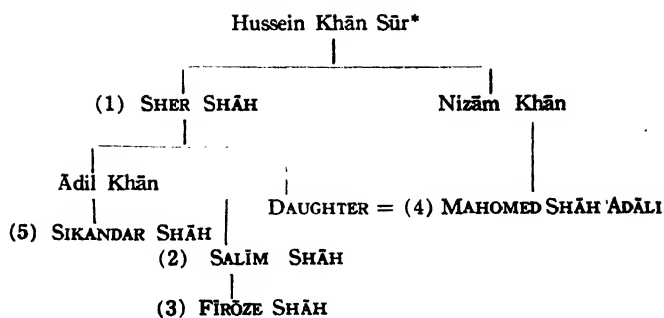 Hussein Khān Sūr*
(1) SHER SHĀH Nizām Khān
Ādil Khān
DAUGHTER = (4) MAHOMED SHĀH 'ADĀLI
(5) SIKANDAR SHĀH
(2) SALĪM SHĀH
(3) FĪRŌZE SHĀH